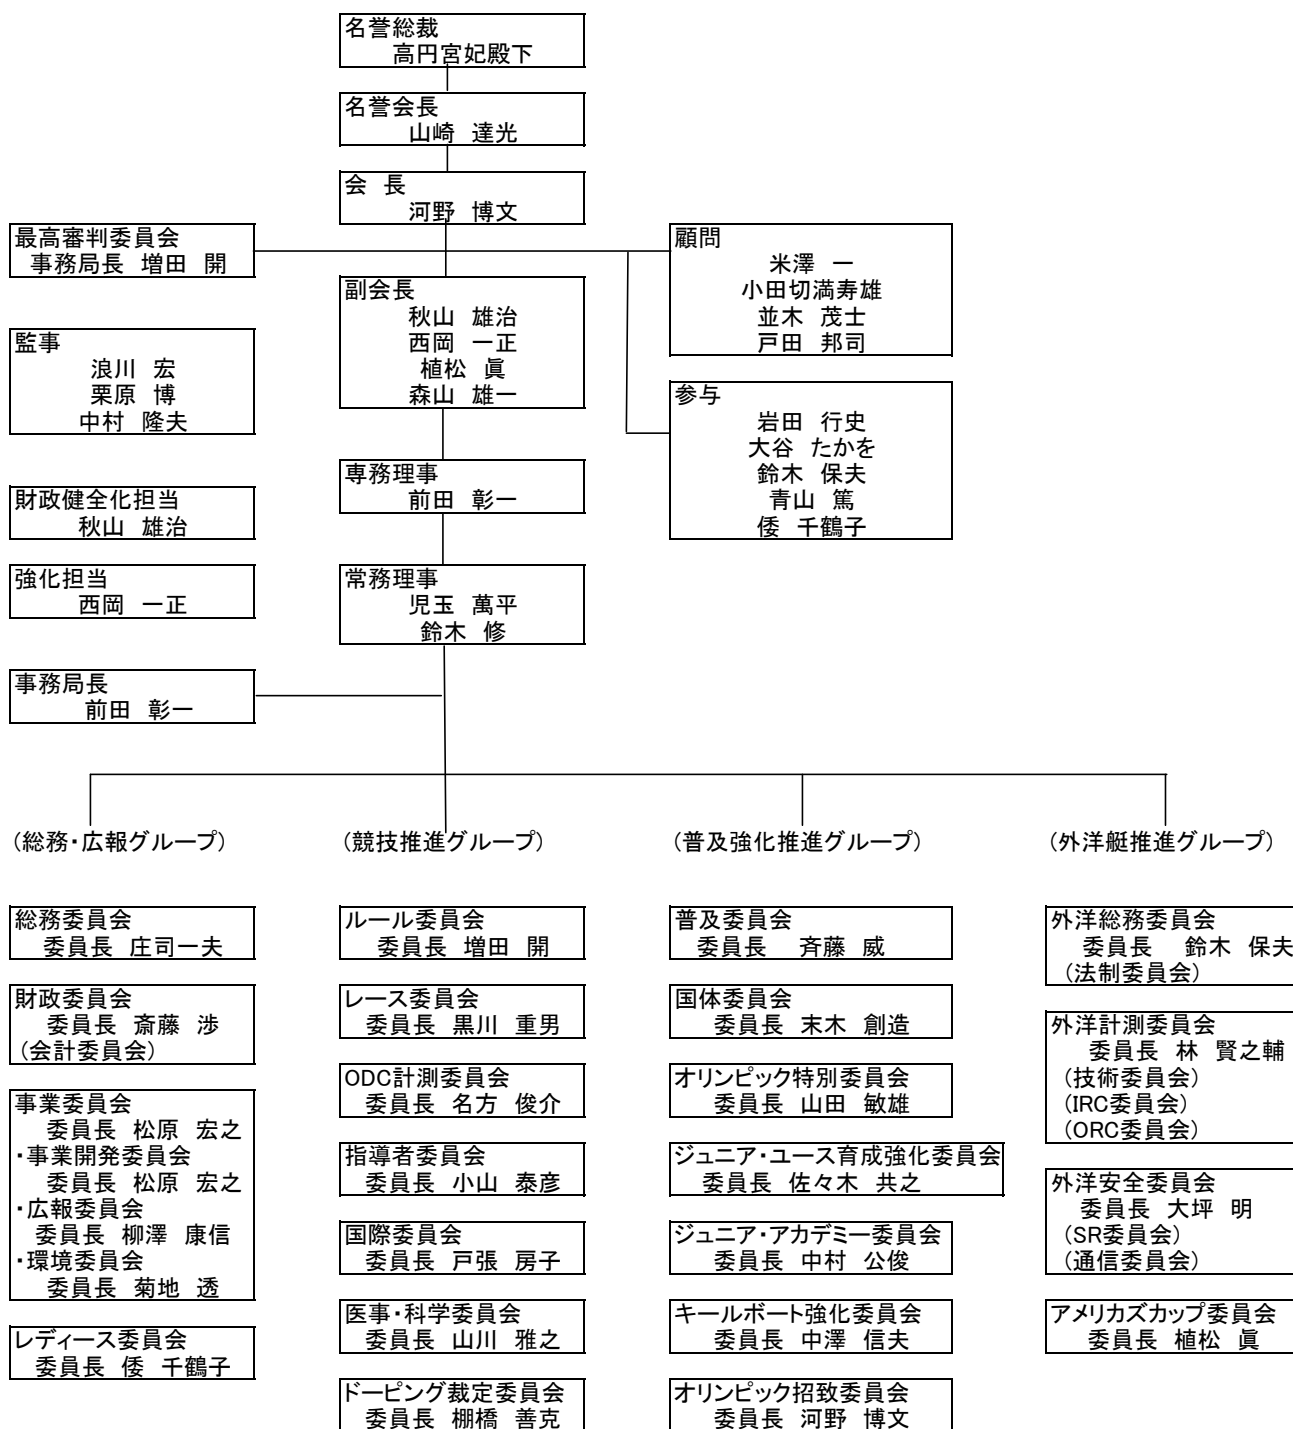 名誉総裁
高円宮妃殿下
名誉会長
山崎 達光
会 長
河野 博文
最高審判委員会
事務局長 増田 開
顧問
米澤 一
小田切満寿雄
並木 茂士
戸田 邦司
副会長
秋山 雄治
西岡 一正
植松 眞
森山 雄一
監事
浪川 宏
栗原 博
中村 隆夫
参与
岩田 行史
大谷 たかを
鈴木 保夫
青山 篤
倭 千鶴子
専務理事
前田 彰一
財政健全化担当
秋山 雄治
強化担当
西岡 一正
常務理事
児玉 萬平
鈴木 修
事務局長
前田 彰一
(総務・広報グループ)
総務委員会
委員長 庄司一夫
財政委員会
委員長 斎藤 渉
(会計委員会)
事業委員会
委員長 松原 宏之
・事業開発委員会
委員長 松原 宏之
・広報委員会
委員長 柳澤 康信
・環境委員会
委員長 菊地 透
レディース委員会
委員長 倭 千鶴子
(競技推進グループ)
ルール委員会
委員長 増田 開
レース委員会
委員長 黒川 重男
ODC計測委員会
委員長 名方 俊介
指導者委員会
委員長 小山 泰彦
国際委員会
委員長 戸張 房子
医事・科学委員会
委員長 山川 雅之
ドーピング裁定委員会
委員長 棚橋 善克
(普及強化推進グループ)
普及委員会
委員長 斉藤 威
国体委員会
委員長 末木 創造
オリンピック特別委員会
委員長 山田 敏雄
ジュニア・ユース育成強化委員会
委員長 佐々木 共之
ジュニア・アカデミー委員会
委員長 中村 公俊
キールボート強化委員会
委員長 中澤 信夫
オリンピック招致委員会
委員長 河野 博文
(外洋艇推進グループ)
外洋総務委員会
委員長 鈴木 保夫
(法制委員会)
外洋計測委員会
委員長 林 賢之輔
(技術委員会)
(IRC委員会)
(ORC委員会)
外洋安全委員会
委員長 大坪 明
(SR委員会)
(通信委員会)
アメリカズカップ委員会
委員長 植松 眞